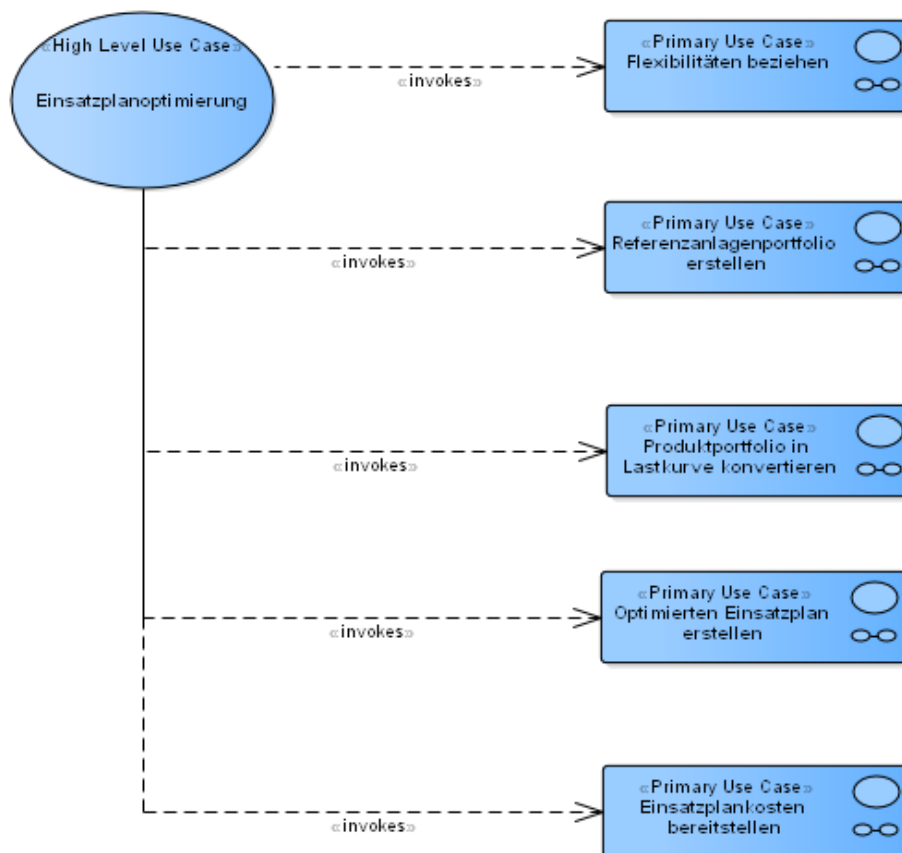 «High Level Use Case»
Einsatzplanoptimierung
«invokes»
«Primary Use Case»
Flexibilitäten beziehen
«invokes»
«Primary Use Case»
Referenzanlagenportfolio
erstellen
«invokes»
«Primary Use Case»
Produktportfolio in
Lastkurve konvertieren
«invokes»
«Primary Use Case»
Optimierten Einsatzplan
erstellen
«invokes»
«Primary Use Case»
Einsatzplankosten
bereitstellen